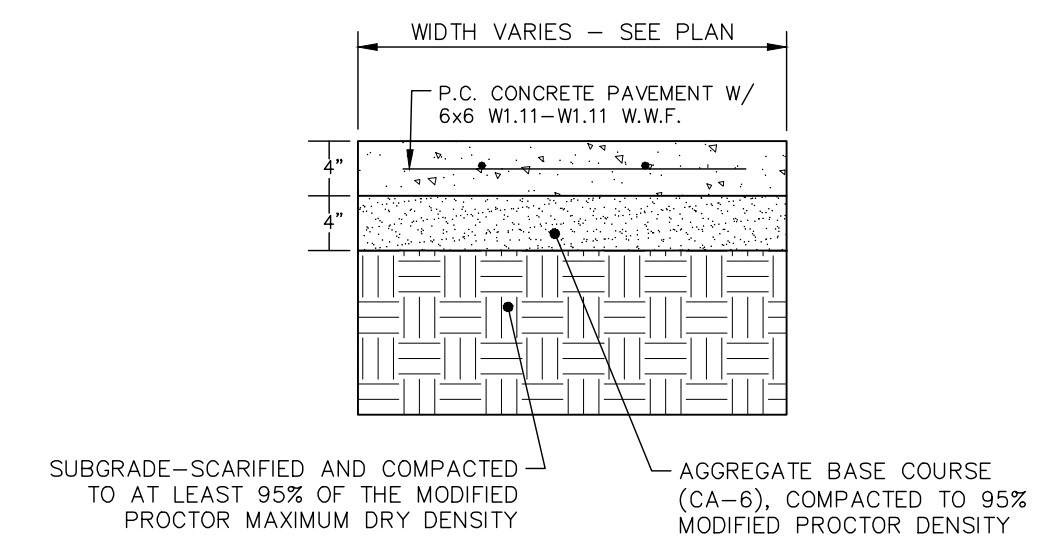 WIDTH VARIES – SEE PLAN
P.C. CONCRETE PAVEMENT W/
6x6 W1.11–W1.11 W.W.F.
4"
4"
SUBGRADE–SCARIFIED AND COMPACTED
TO AT LEAST 95% OF THE MODIFIED
PROCTOR MAXIMUM DRY DENSITY
AGGREGATE BASE COURSE
(CA–6), COMPACTED TO 95%
MODIFIED PROCTOR DENSITY